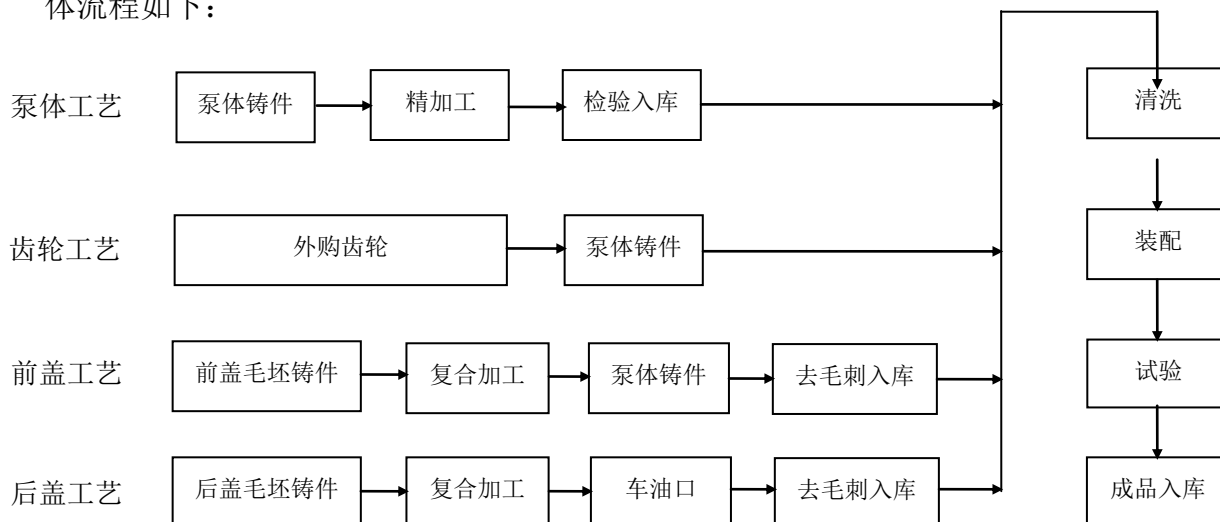 体流程如下：
泵体工艺 泵体铸件 精加工 检验入库 清洗
齿轮工艺 外购齿轮 泵体铸件 装配
前盖工艺 前盖毛坯铸件 复合加工 泵体铸件 去毛刺入库 试验
后盖工艺 后盖毛坯铸件 复合加工 车油口 去毛刺入库 成品入库